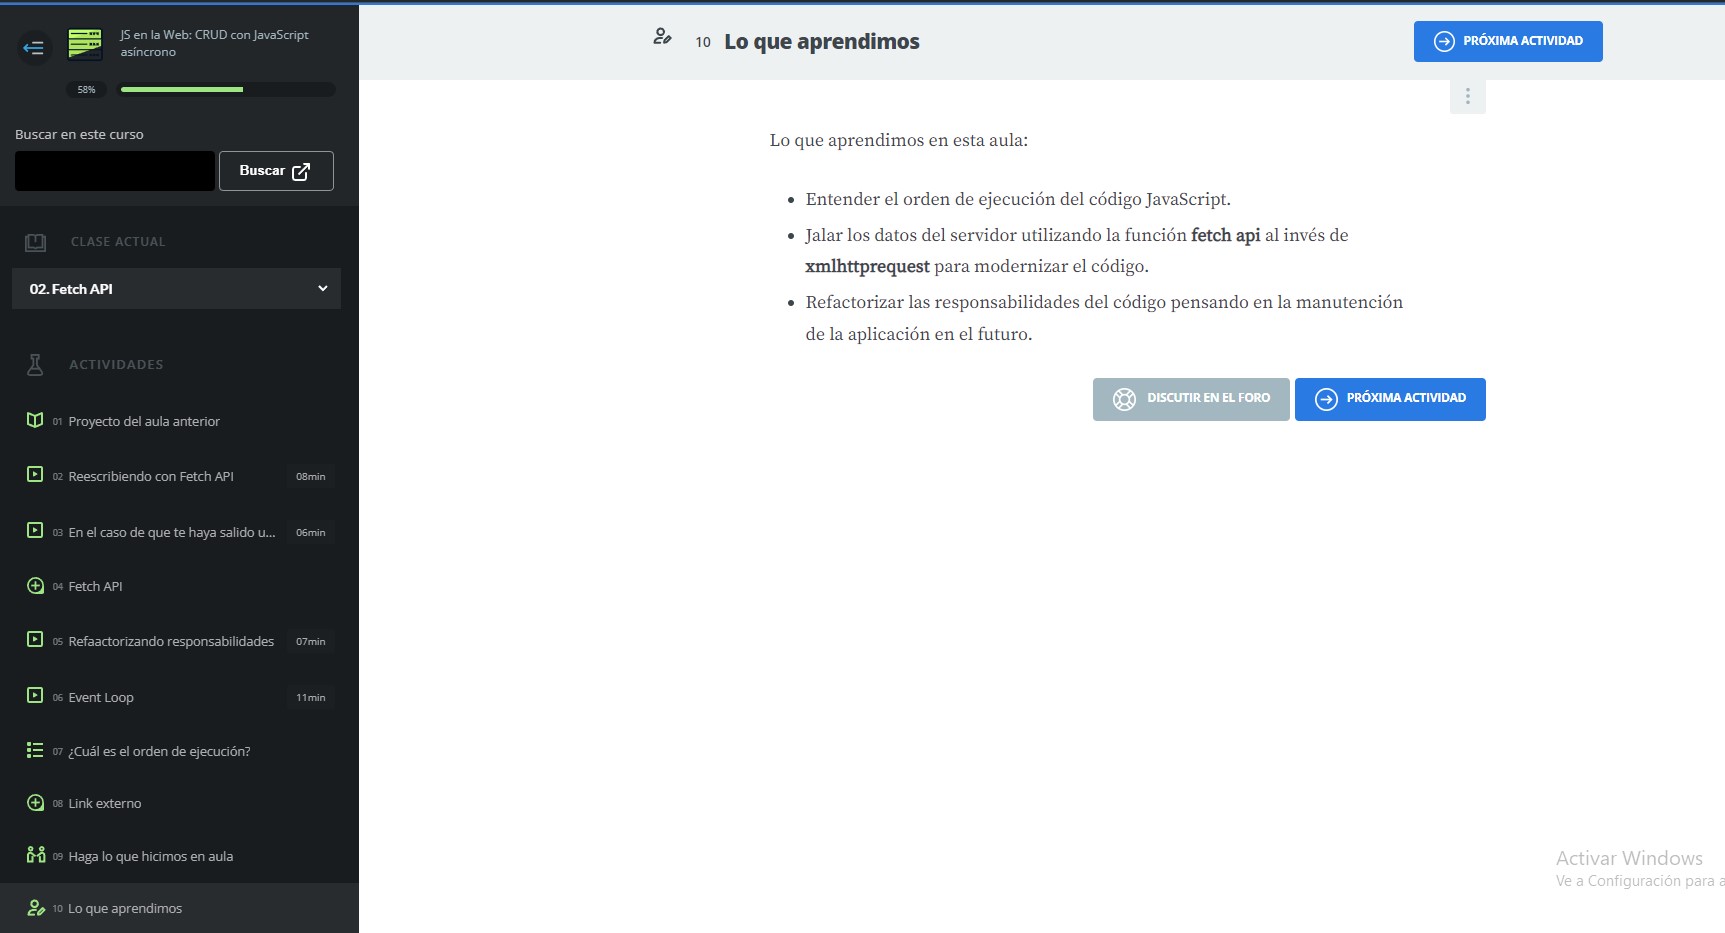 JS en la Web: CRUD con JavaScript
asíncrono
58%
Buscar en este curso
Buscar
CLASE ACTUAL
02. Fetch API
ACTIVIDADES
01 Proyecto del aula anterior
02 Reescribiendo con Fetch API 08min
03 En el caso de que te haya salido u... 06min
04 Fetch API
05 Refaactorizando responsabilidades 07min
06 Event Loop 11min
07 ¿Cuál es el orden de ejecución?
08 Link externo
09 Haga lo que hicimos en aula
10 Lo que aprendimos
10 Lo que aprendimos
PRÓXIMA ACTIVIDAD
Lo que aprendimos en esta aula:
• Entender el orden de ejecución del código JavaScript.
• Jalar los datos del servidor utilizando la función fetch api al invés de
xmlhttprequest para modernizar el código.
• Refactorizar las responsabilidades del código pensando en la manutención
de la aplicación en el futuro.
DISCUTIR EN EL FORO
PRÓXIMA ACTIVIDAD
Activar Windows
Ve a Configuración para a